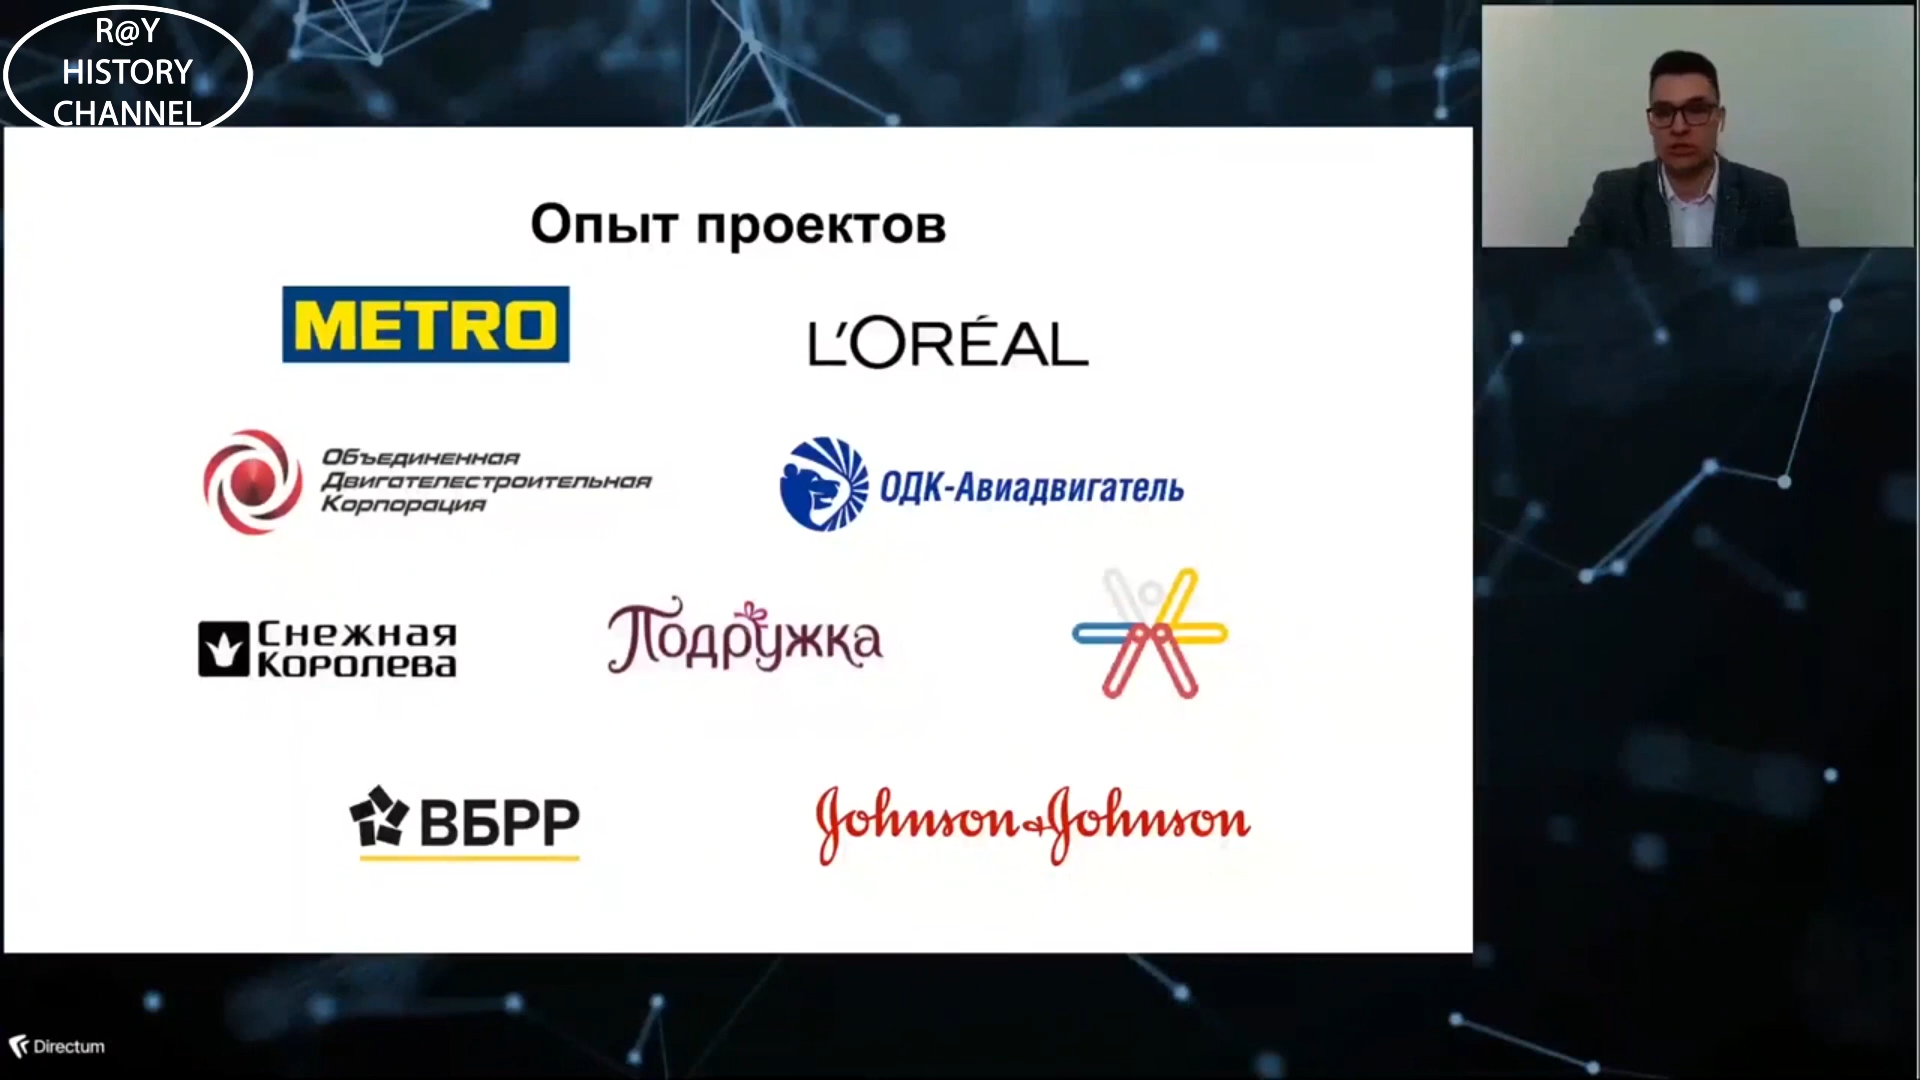 R@Y
HISTORY
CHANNEL
Опыт проектов
METRO
L'ORÉAL
Объединенная
Двигателестроительная
Корпорация
ОДК-Авиадвигатель
Снежная
Королева
Подружка
ВБРР
Johnson & Johnson
Directum